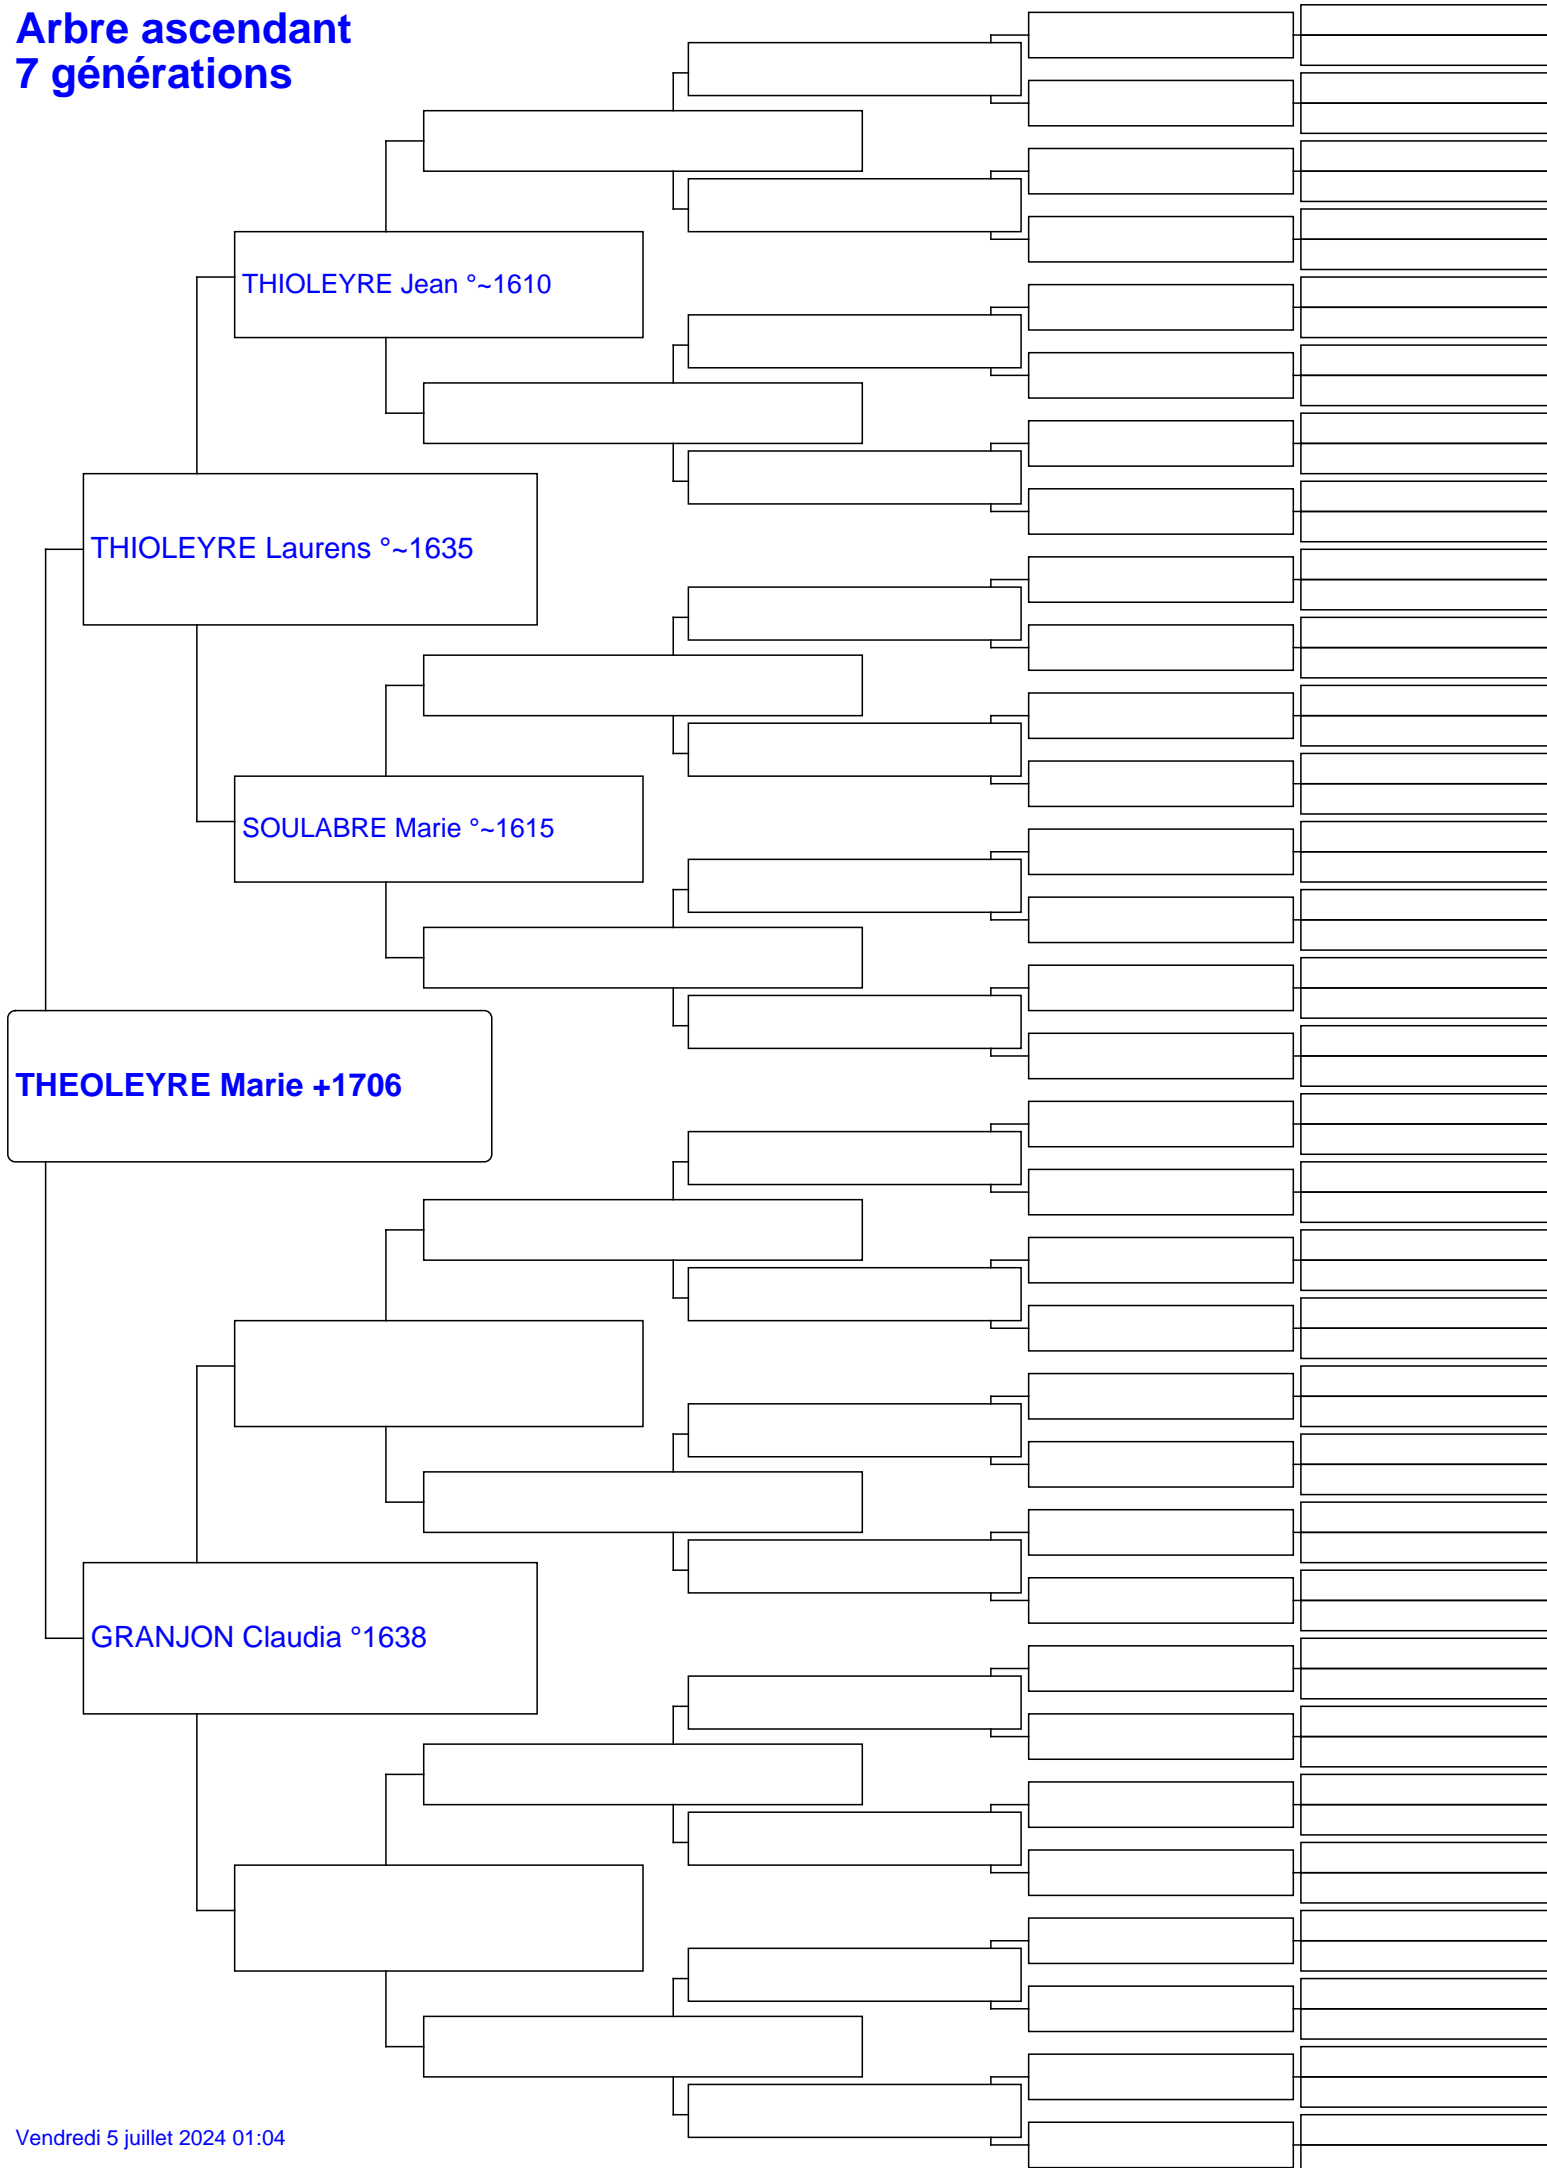 Arbre ascendant
7 générations
THIOLEYRE Jean °~1610
THIOLEYRE Laurens °~1635
SOULABRE Marie °~1615
THEOLEYRE Marie +1706
GRANJON Claudia °1638
Vendredi 5 juillet 2024 01:04